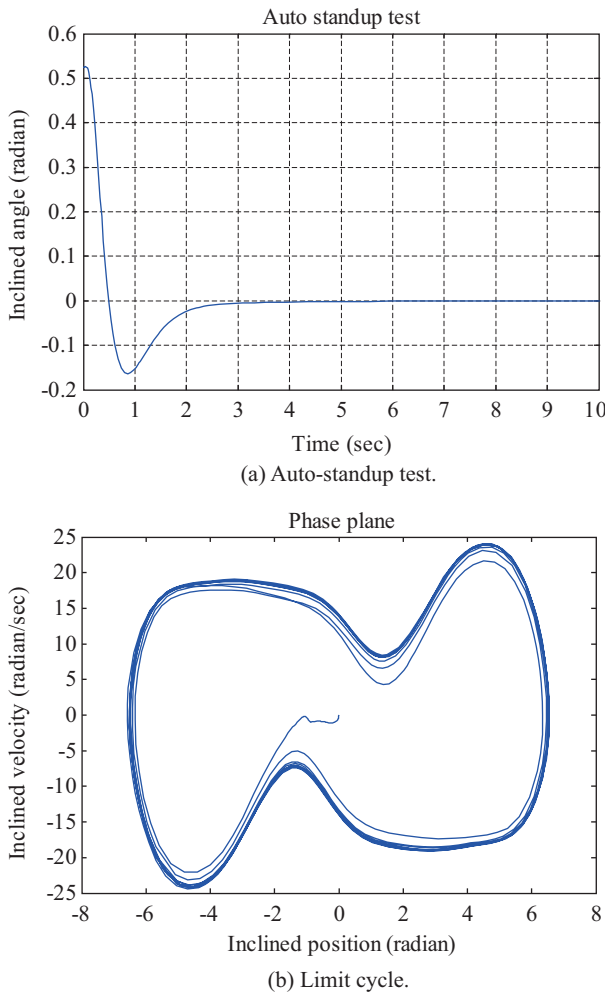 Auto standup test
0.6
0.5
0.4
0.3
0.2
0.1
0
-0.1
-0.2
Inclined angle (radian)
0 1 2 3 4 5 6 7 8 9 10
Time (sec)
(a) Auto-standup test.
Phase plane
25
20
15
10
5
0
-5
-10
-15
-20
-25
Inclined velocity (radian/sec)
-8 -6 -4 -2 0 2 4 6 8
Inclined position (radian)
(b) Limit cycle.